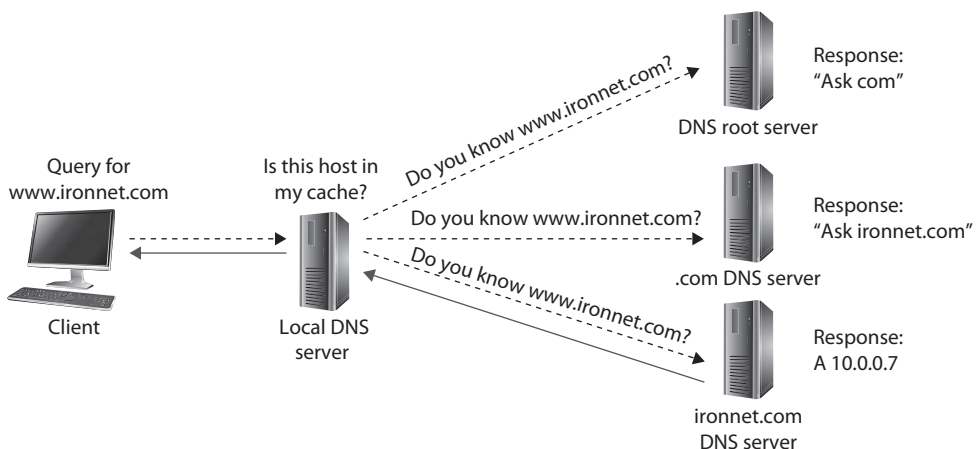 Query for
www.ironnet.com
Client
Is this host in
my cache?
Local DNS
server
Do you know www.ironnet.com?
DNS root server
Response:
“Ask com”
Do you know www.ironnet.com?
.com DNS server
Response:
“Ask ironnet.com”
Do you know www.ironnet.com?
ironnet.com
DNS server
Response:
A 10.0.0.7